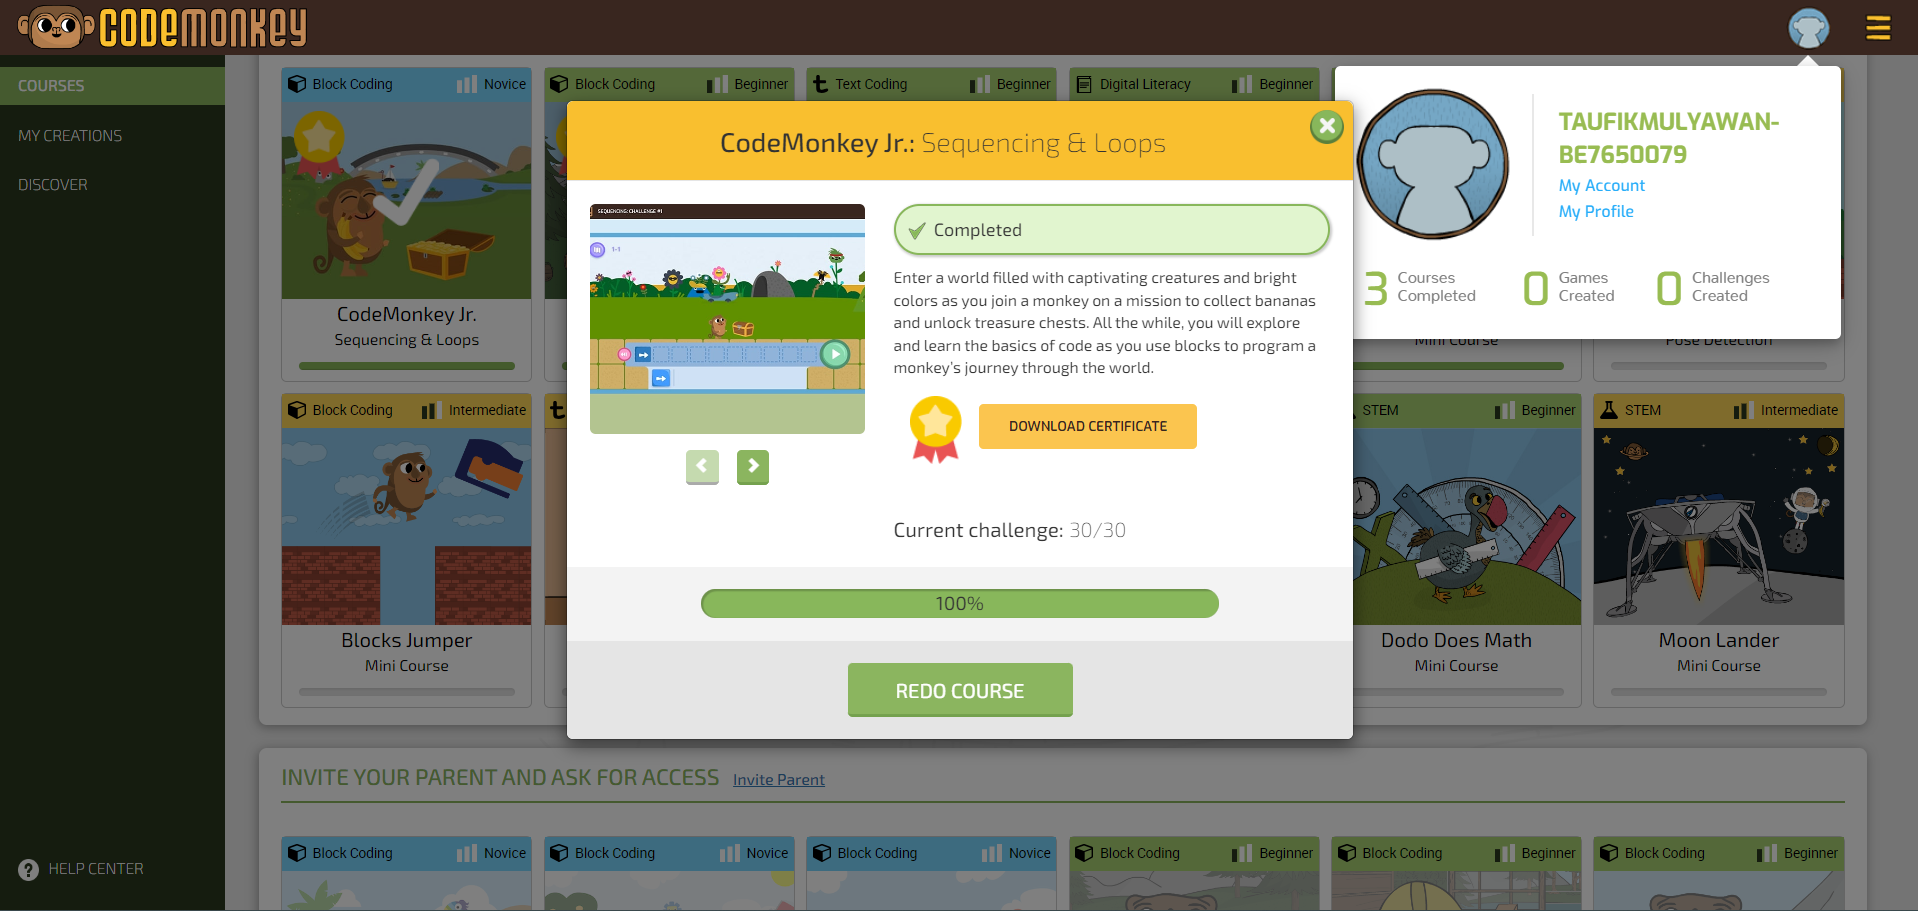 CODEMONKEY
COURSES
MY CREATIONS
DISCOVER
HELP CENTER
Block Coding Novice
Block Coding Beginner
Text Coding Beginner
Digital Literacy Beginner
CodeMonkey Jr.
Sequencing & Loops
CodeMonkey Jr.: Sequencing & Loops
SEQUENCING: CHALLENGE #1
1-1
Completed
Enter a world filled with captivating creatures and bright
colors as you join a monkey on a mission to collect bananas
and unlock treasure chests. All the while, you will explore
and learn the basics of code as you use blocks to program a
monkey's journey through the world.
DOWNLOAD CERTIFICATE
Current challenge: 30/30
100%
REDO COURSE
TAUFIKMULYAWAN-
BE7650079
My Account
My Profile
3 Courses
Completed
0 Games
Created
0 Challenges
Created
Mini Course
Pose Detection
Block Coding Intermediate
STEM Beginner
STEM Intermediate
Blocks Jumper
Mini Course
Dodo Does Math
Mini Course
Moon Lander
Mini Course
INVITE YOUR PARENT AND ASK FOR ACCESS Invite Parent
Block Coding Novice
Block Coding Novice
Block Coding Novice
Block Coding Beginner
Block Coding Beginner
Block Coding Beginner